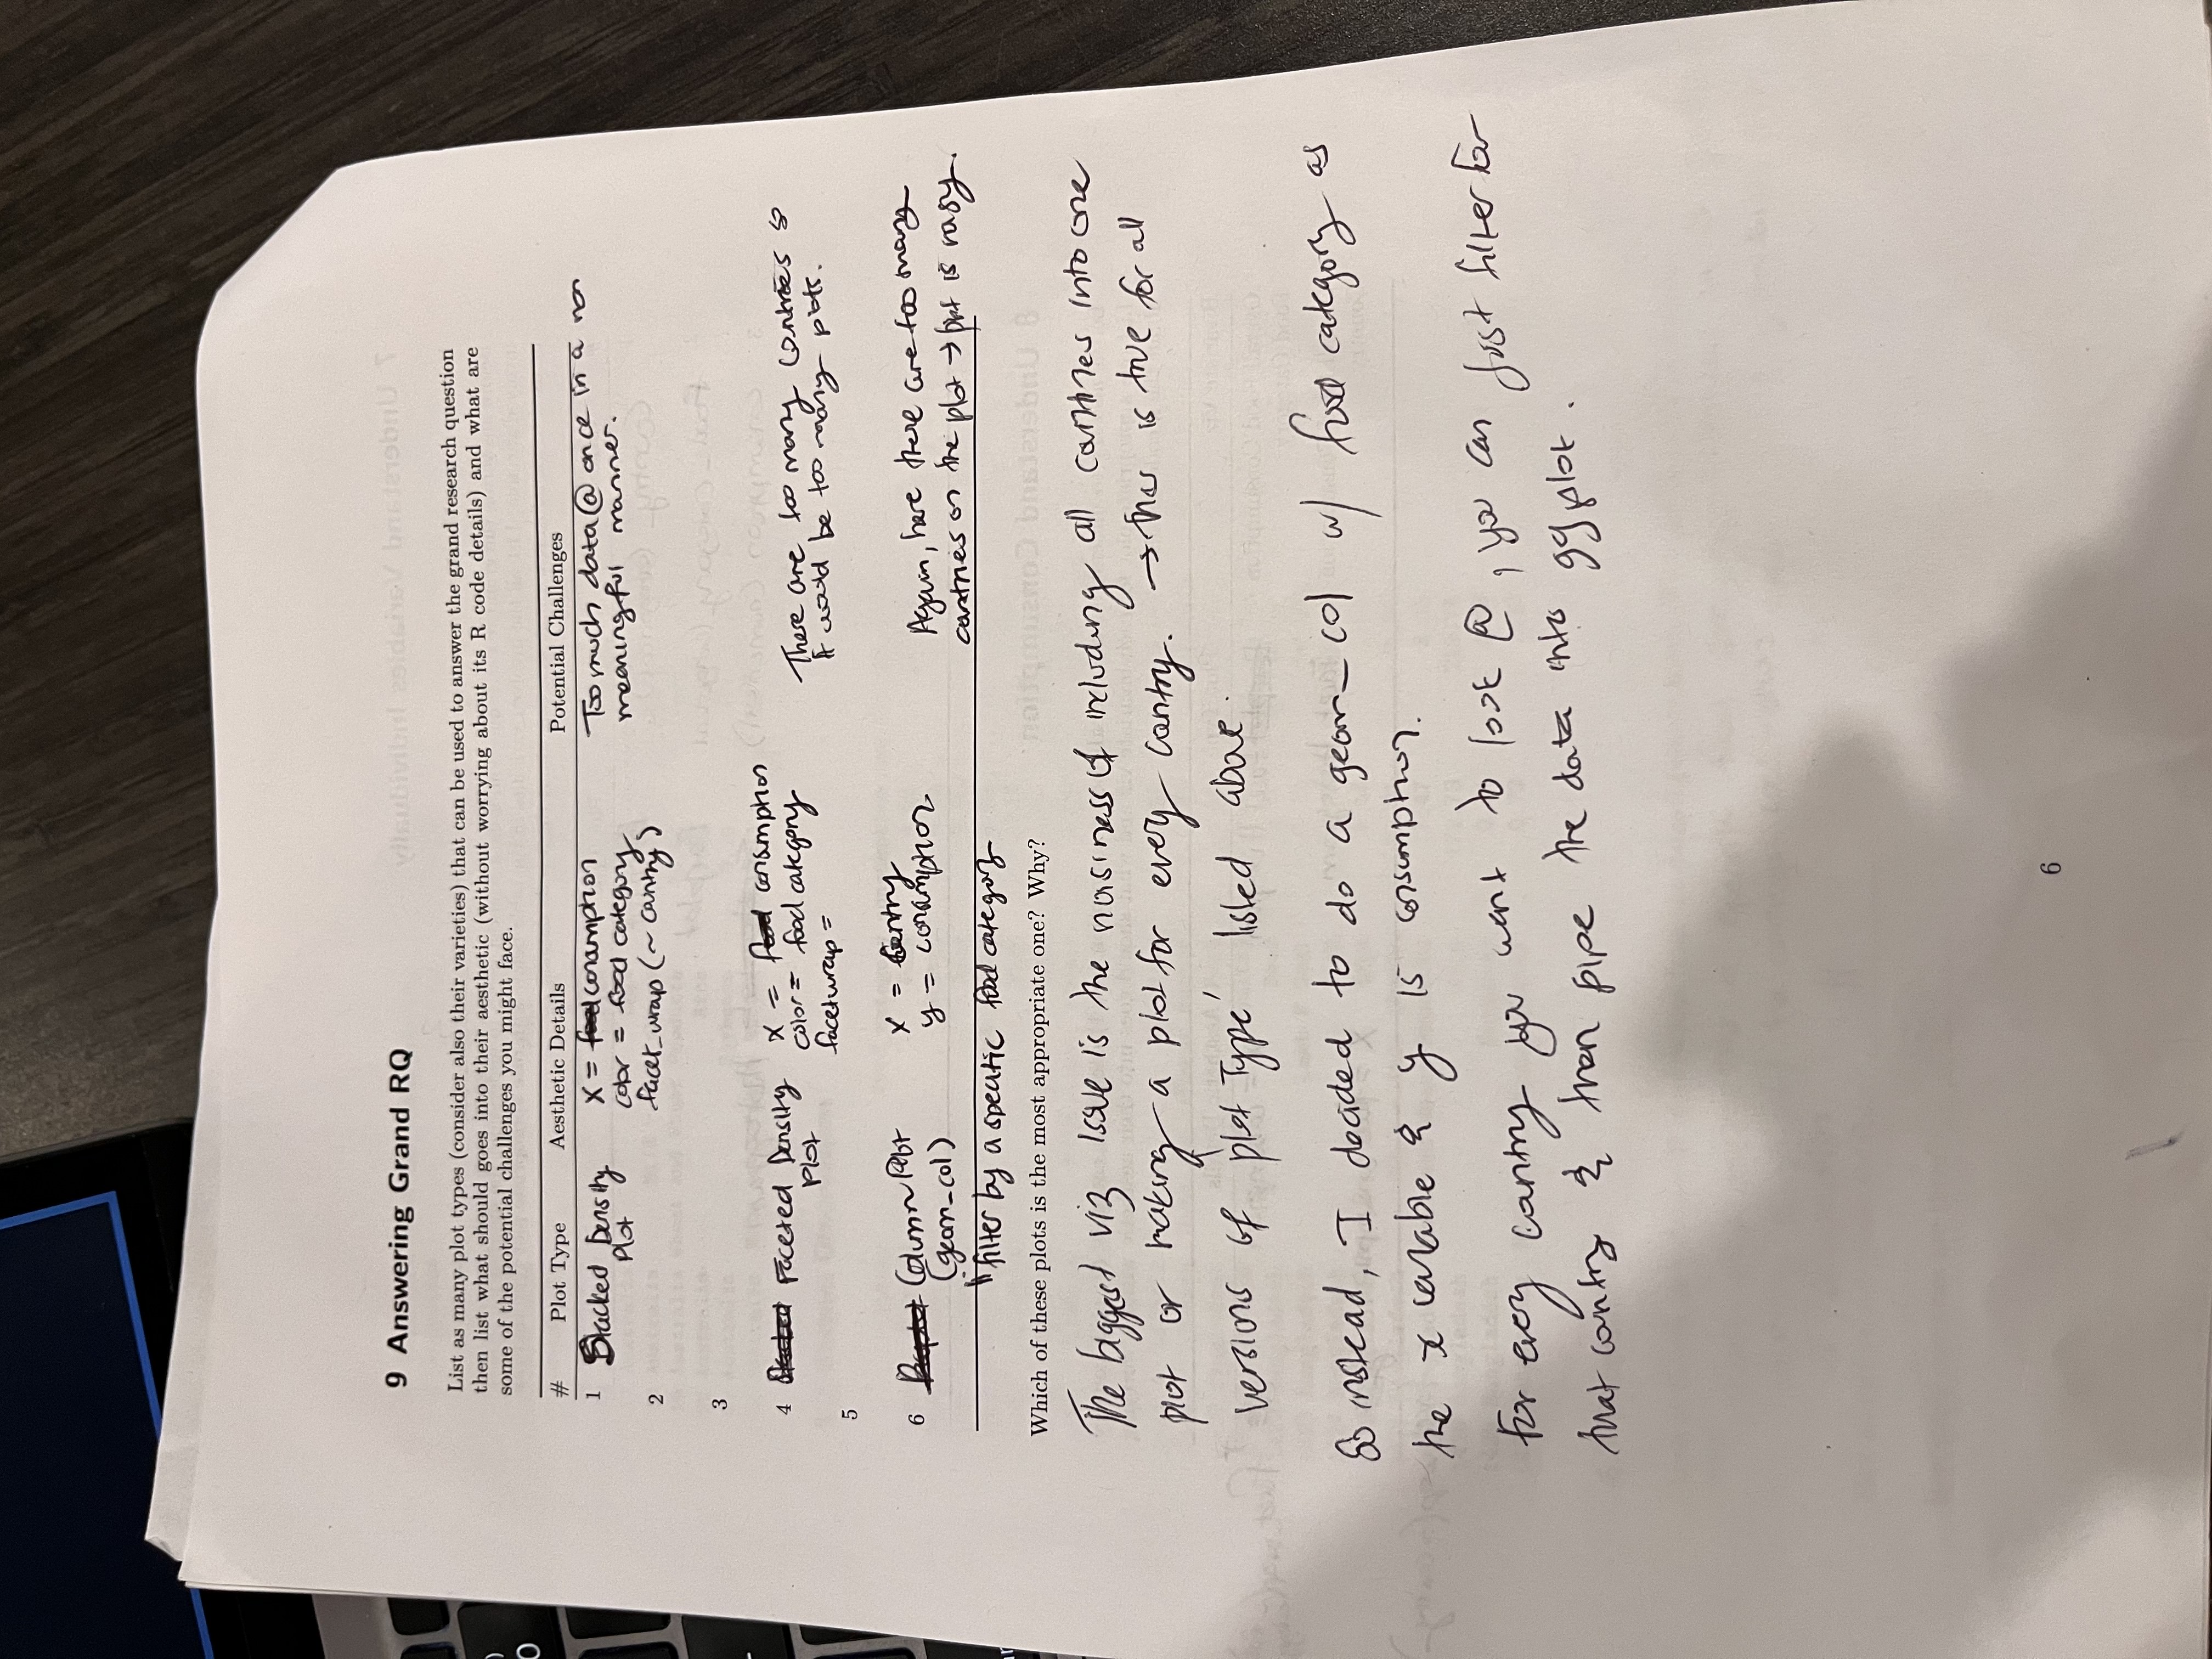 9 Answering Grand RQ
List as many plot types (consider also their varieties) that can be used to answer the grand research question
then list what should goes into their aesthetic (without worrying about its R code details) and what are
some of the potential challenges you might face.
# Plot Type Aesthetic Details Potential Challenges
1 Stacked Density Plot
x = consumption
color = food category
facet_wrap (~ country)
Too much data @ once in a non
meaningful manner.
2
3
4 Faceted Density Plot
x = consumption
color = food category
facetwrap =
There are too many countries so
it would be too many plots.
5
6 Column Plot
(geom_col)
x = country
y = consumption
Again, here there are too many
countries on the plot → plot is noisy.
filter by a specific food category
Which of these plots is the most appropriate one? Why?
The biggest viz issue is the noisiness of including all countries into one
plot or making a plot for every country. → this is true for all
versions of 'plot Type' listed above.
So instead, I decided to do a geom_col w/ food category as
the x variable & y is consumption.
For every country you want to look @, you can just filter for
that country & then pipe the data into ggplot.
6